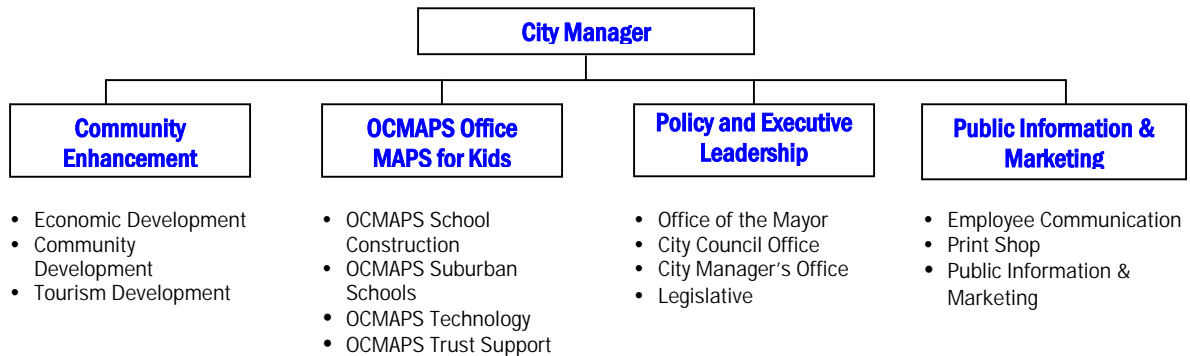 City Manager
Community
Enhancement
• Economic Development
• Community
Development
• Tourism Development
OCMAPS Office
MAPS for Kids
• OCMAPS School
Construction
• OCMAPS Suburban
Schools
• OCMAPS Technology
• OCMAPS Trust Support
Policy and Executive
Leadership
• Office of the Mayor
• City Council Office
• City Manager’s Office
• Legislative
Public Information &
Marketing
• Employee Communication
• Print Shop
• Public Information &
Marketing